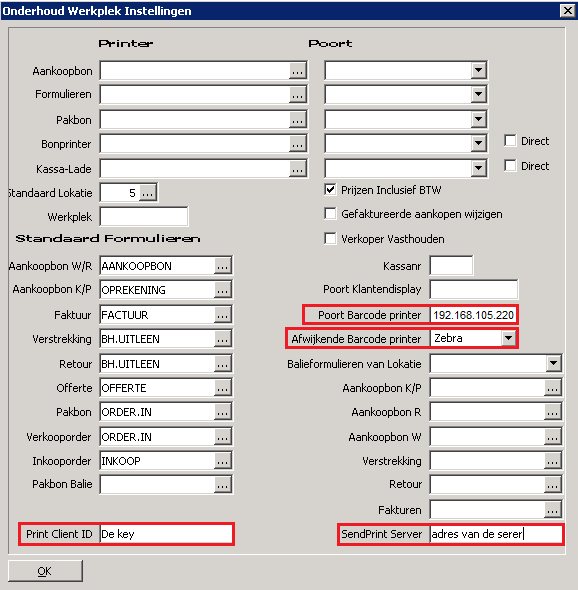 Onderhoud Werkplek Instellingen
Printer Poort
Aankoopbon ...
Formulieren ...
Pakbon ...
Bonprinter ... Direct
Kassa-Lade ... Direct
Standaard Lokatie 5 ... Prijzen Inclusief BTW
Werkplek Gefaktureerde aankopen wijzigen
Standaard Formulieren Verkoper Vasthouden
Aankoopbon W/R AANKOOPBON ... Kassanr
Aankoopbon K/P OPREKENING ... Poort Klantendisplay
Faktuur FACTUUR ... Poort Barcode printer 192.168.105.220
Verstrekking BH.UITLEEN ... Afwijkende Barcode printer Zebra
Retour BH.UITLEEN ... Balieformulieren van Lokatie
Offerte OFFERTE ... Aankoopbon K/P ...
Pakbon ORDER.IN ... Aankoopbon R ...
Verkooporder ORDER.IN ... Aankoopbon W ...
Inkooporder INKOOP ... Verstrekking ...
Pakbon Balie ... Retour ...
Fakturen ...
Print Client ID De key SendPrint Server adres van de serer
OK